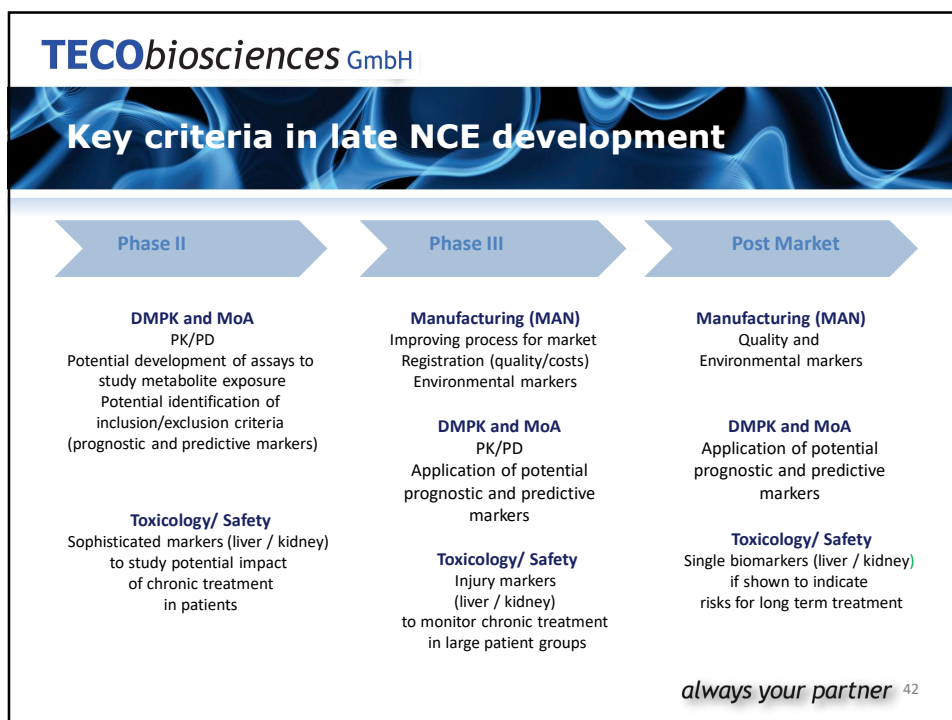 TECObiosciences GmbH
Key criteria in late NCE development
Phase II
DMPK and MoA
PK/PD
Potential development of assays to
study metabolite exposure
Potential identification of
inclusion/exclusion criteria
(prognostic and predictive markers)
Toxicology/ Safety
Sophisticated markers (liver / kidney)
to study potential impact
of chronic treatment
in patients
Phase III
Manufacturing (MAN)
Improving process for market
Registration (quality/costs)
Environmental markers
DMPK and MoA
PK/PD
Application of potential
prognostic and predictive
markers
Toxicology/ Safety
Injury markers
(liver / kidney)
to monitor chronic treatment
in large patient groups
Post Market
Manufacturing (MAN)
Quality and
Environmental markers
DMPK and MoA
Application of potential
prognostic and predictive
markers
Toxicology/ Safety
Single biomarkers (liver / kidney)
if shown to indicate
risks for long term treatment
always your partner 42